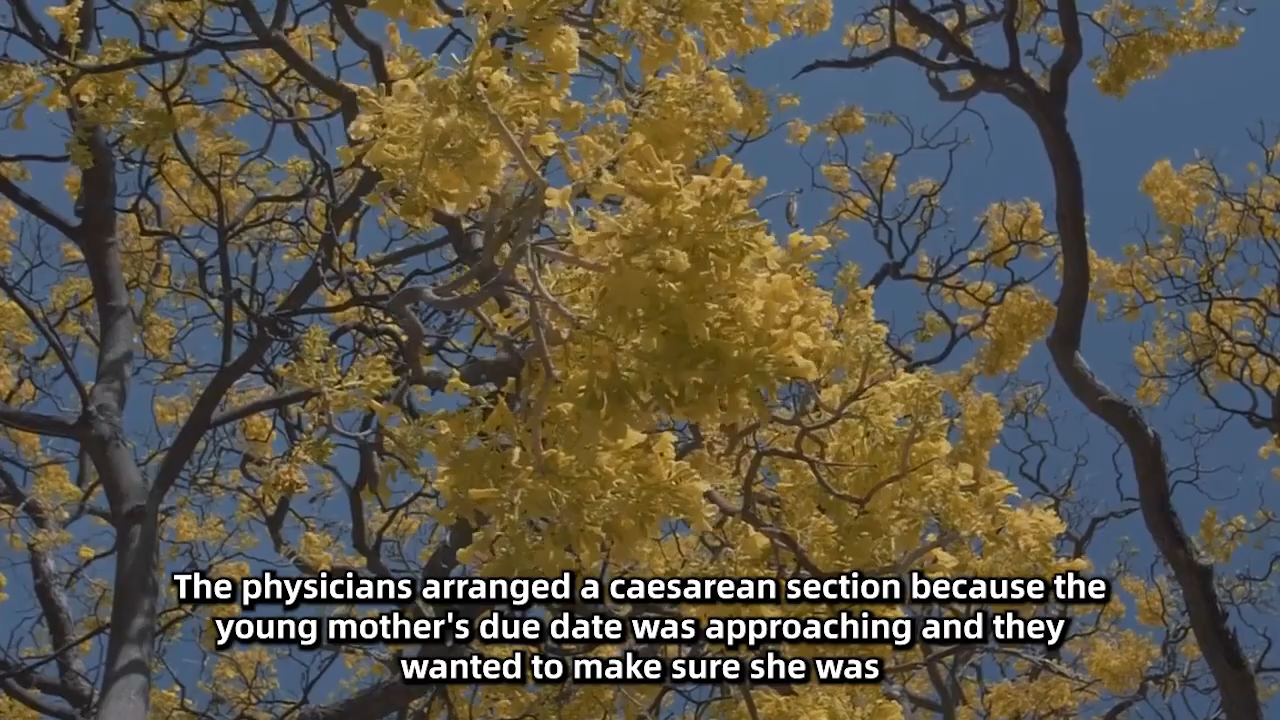 The physicians arranged a caesarean section because the
young mother's due date was approaching and they
wanted to make sure she was